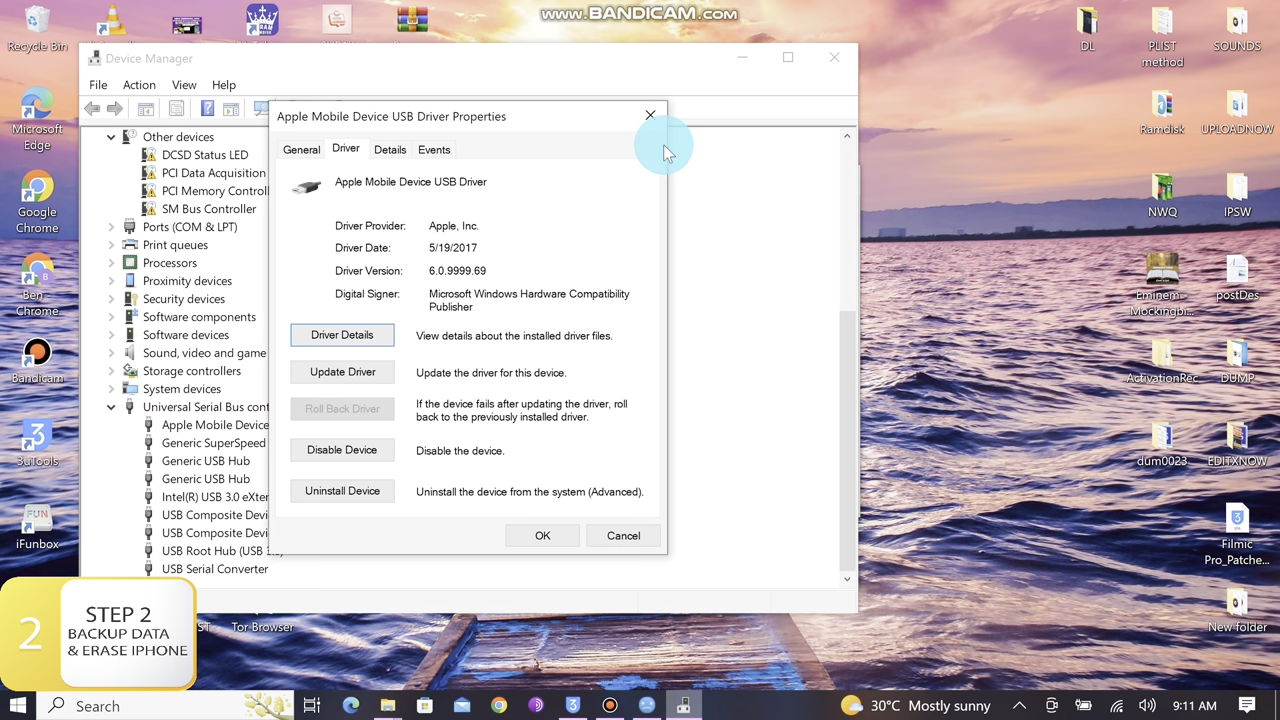 www.BANDICAM.com
Recycle Bin
DL
PLIST
method
SOUNDS
Device Manager
File Action View Help
Microsoft
Edge
Ramdisk
UPLOADNOW
Apple Mobile Device USB Driver Properties
Other devices
DCSD Status LED
PCI Data Acquisition
PCI Memory Controll
SM Bus Controller
Ports (COM & LPT)
Print queues
Processors
Proximity devices
Security devices
Software components
Software devices
Sound, video and game
Storage controllers
System devices
Universal Serial Bus cont
Apple Mobile Device
Generic SuperSpeed
Generic USB Hub
Generic USB Hub
Intel(R) USB 3.0 eXter
USB Composite Devi
USB Composite Devi
USB Root Hub (USB 3.0)
USB Serial Converter
General Driver Details Events
Apple Mobile Device USB Driver
Driver Provider: Apple, Inc.
Driver Date: 5/19/2017
Driver Version: 6.0.9999.69
Digital Signer: Microsoft Windows Hardware Compatibility
Publisher
Driver Details View details about the installed driver files.
Update Driver Update the driver for this device.
Roll Back Driver If the device fails after updating the driver, roll
back to the previously installed driver.
Disable Device Disable the device.
Uninstall Device Uninstall the device from the system (Advanced).
OK Cancel
Google
Chrome
Ben -
Chrome
Bandicam
3uTools
iFunbox
NWQ
IPSW
Eminem -
Mockingbi...
postDes
ActivationRec...
DUMP
dum0023
EDITXNOW
Filmic
Pro_Patche...
New folder
2
STEP 2
BACKUP DATA
& ERASE IPHONE
ST
Tor Browser
Search
30°C Mostly sunny
9:11 AM